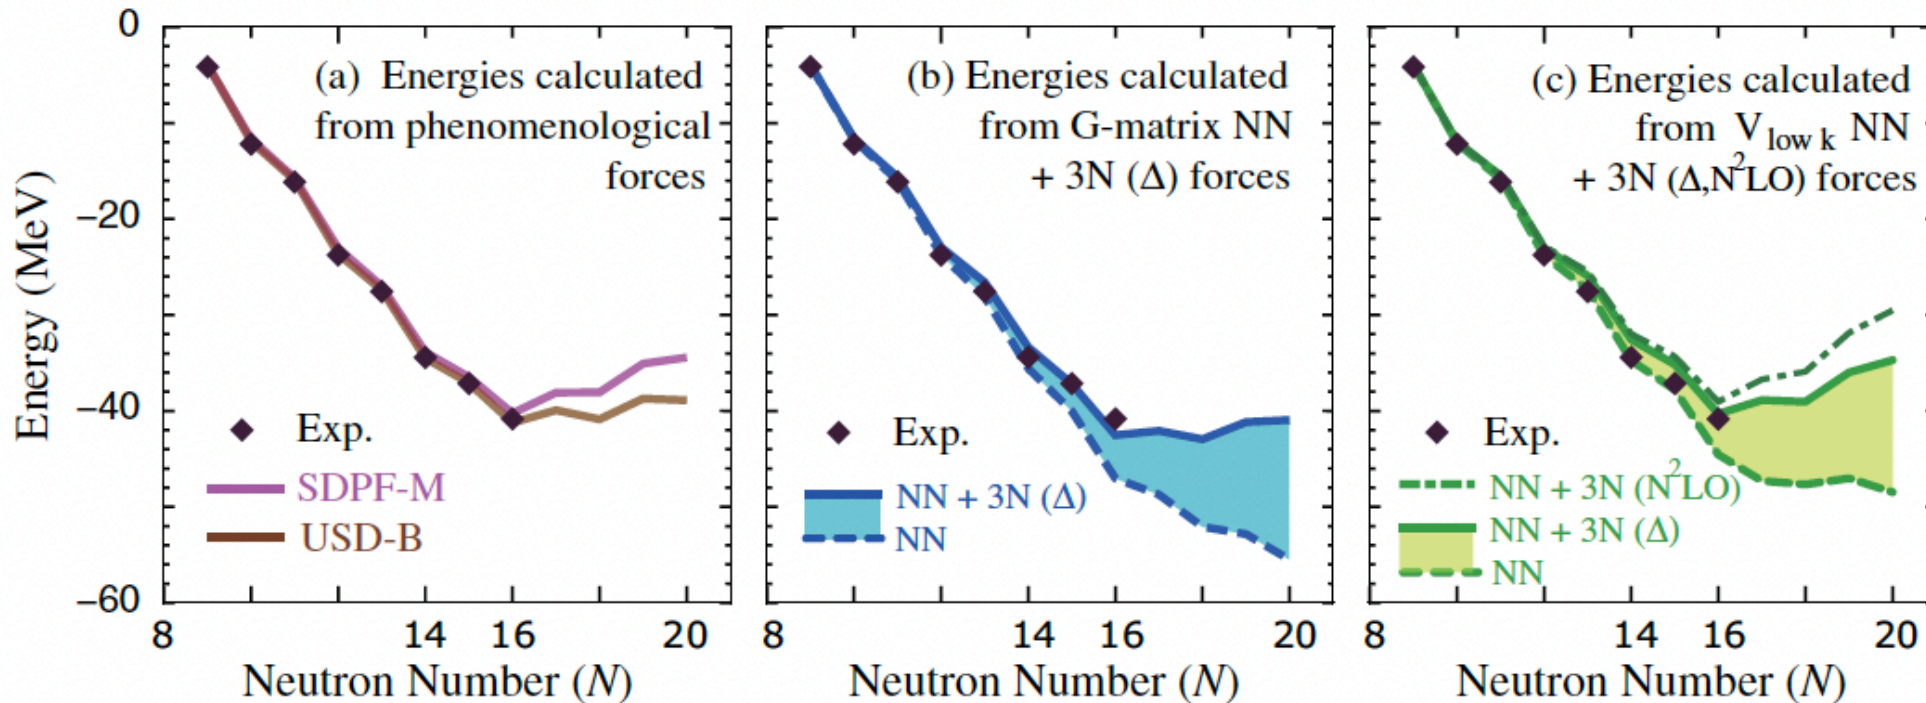 0
−20
−40
−60
Energy (MeV)
(a) Energies calculated
from phenomenological
forces
Exp.
SDPF-M
USD-B
8
14
16
20
Neutron Number (N)
(b) Energies calculated
from G-matrix NN
+ 3N (Δ) forces
Exp.
NN + 3N (Δ)
NN
8
14
16
20
Neutron Number (N)
(c) Energies calculated
from V low k NN
+ 3N (Δ,N²LO) forces
Exp.
NN + 3N (N²LO)
NN + 3N (Δ)
NN
8
14
16
20
Neutron Number (N)